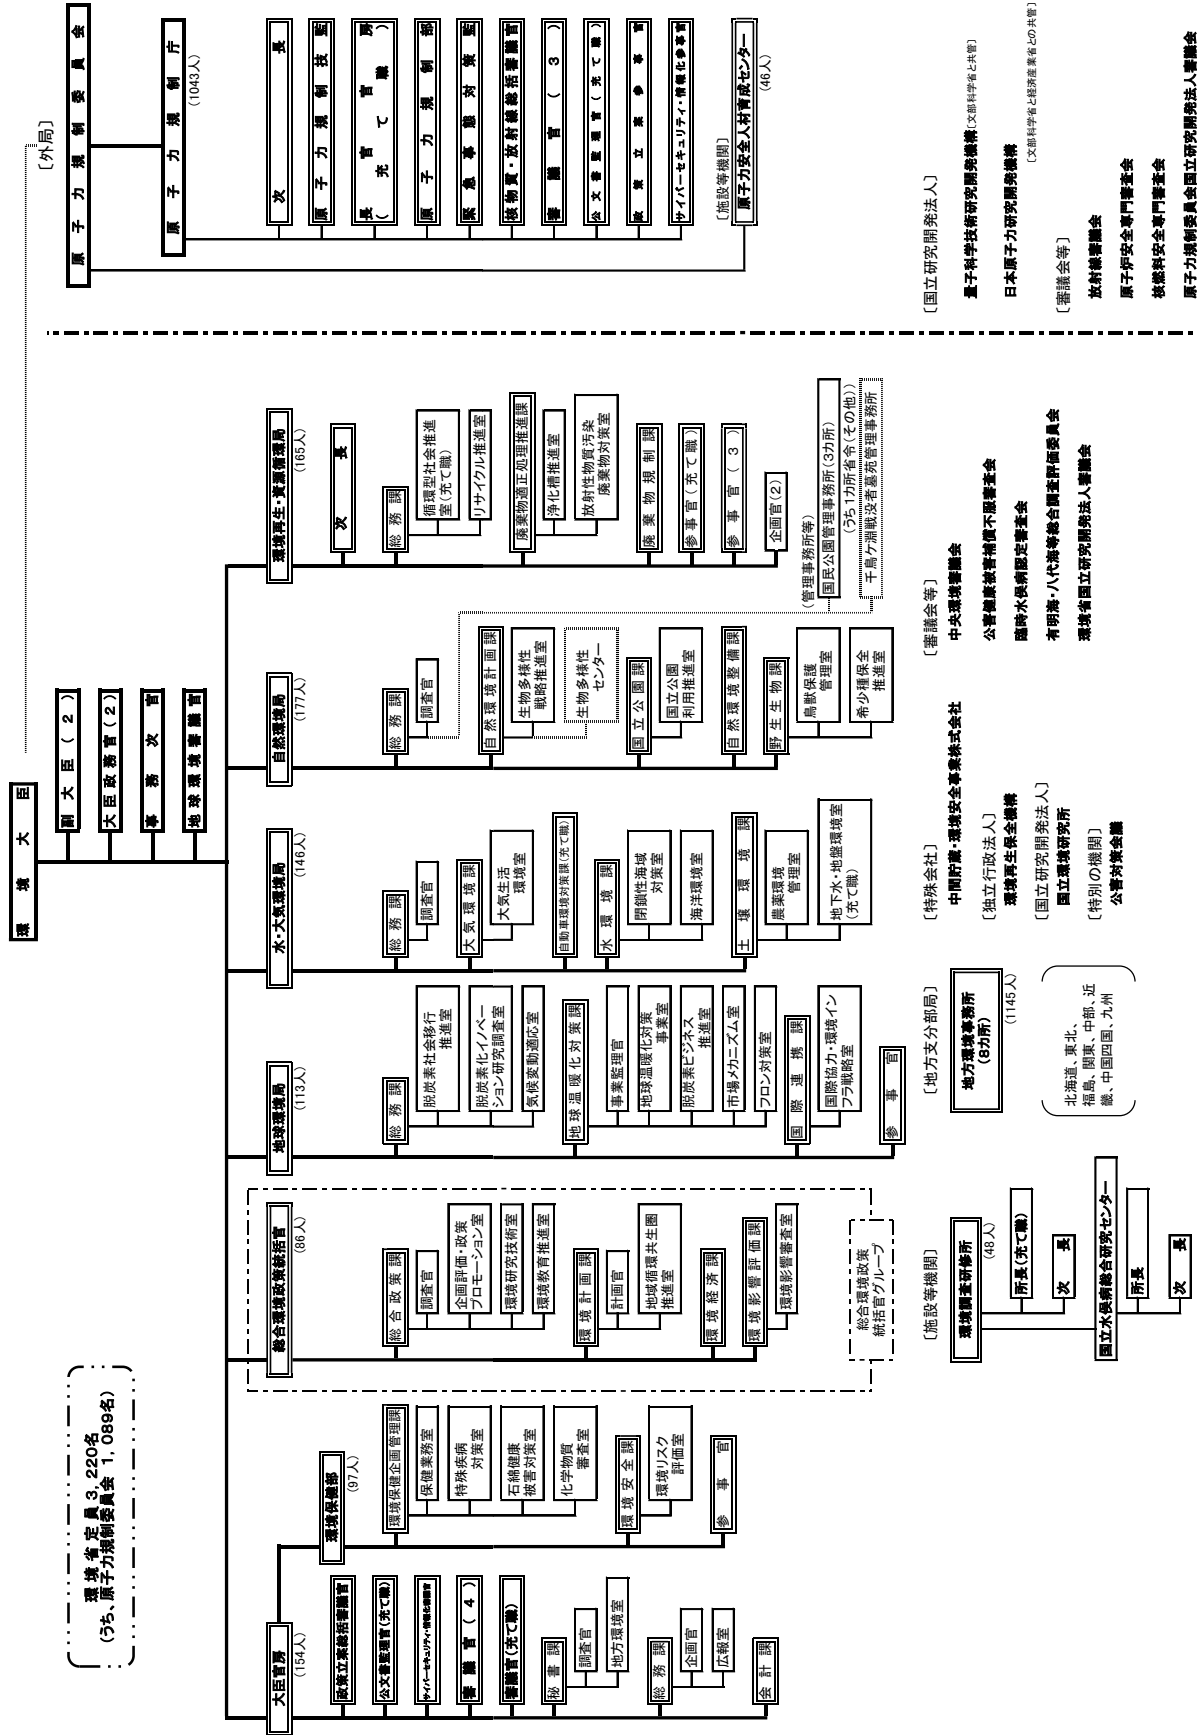 環境省定員 3,220名
(うち、原子力規制委員会 1,089名)
環境大臣
副大臣(2)
大臣政務官(2)
事務次官
地球環境審議官
大臣官房
(154人)
政策立案総括審議官
公文書監理官(充て職)
サイバーセキュリティ・情報化審議官
審議官(4)
審議官(充て職)
秘書課
調査官
地方環境室
総務課
企画官
広報室
会計課
環境保健部
(97人)
環境保健企画管理課
保健業務室
特殊疾病
対策室
石綿健康
被害対策室
化学物質
審査室
環境安全課
環境リスク
評価室
参事官
総合環境政策統括官
(86人)
総合政策課
調査官
企画評価・政策
プロモーション室
環境研究技術室
環境教育推進室
環境計画課
計画官
地域循環共生圏
推進室
環境経済課
環境影響評価課
環境影響審査室
総合環境政策
統括官グループ
地球環境局
(113人)
総務課
脱炭素社会移行
推進室
脱炭素化イノベー
ション研究調査室
気候変動適応室
地球温暖化対策課
事業監理官
地球温暖化対策
事業室
脱炭素ビジネス
推進室
市場メカニズム室
フロン対策室
国際連携課
国際協力・環境イン
フラ戦略室
参事官
水・大気環境局
(146人)
総務課
調査官
大気環境課
大気生活
環境室
自動車環境対策課(充て職)
水環境課
閉鎖性海域
対策室
海洋環境室
土壌環境課
農薬環境
管理室
地下水・地盤環境室
(充て職)
自然環境局
(177人)
総務課
調査官
自然環境計画課
生物多様性
戦略推進室
生物多様性
センター
国立公園課
国立公園
利用推進室
自然環境整備課
野生生物課
鳥獣保護
管理室
希少種保全
推進室
(管理事務所等)
国民公園管理事務所(3カ所)
(うち1カ所省令(その他))
千鳥ケ淵戦没者墓苑管理事務所
環境再生・資源循環局
(165人)
次長
総務課
循環型社会推進
室(充て職)
リサイクル推進室
廃棄物適正処理推進課
浄化槽推進室
放射性物質汚染
廃棄物対策室
廃棄物規制課
参事官(充て職)
参事官(3)
企画官(2)
[施設等機関]
環境調査研修所
(48人)
所長(充て職)
次長
国立水俣病総合研究センター
所長
次長
[地方支分部局]
地方環境事務所
(8カ所)
(1145人)
北海道、東北、
福島、関東、中部、近
畿、中国四国、九州
[特殊会社]
中間貯蔵・環境安全事業株式会社
[独立行政法人]
環境再生保全機構
[国立研究開発法人]
国立環境研究所
[特別の機関]
公害対策会議
[審議会等]
中央環境審議会
公害健康被害補償不服審査会
臨時水俣病認定審査会
有明海・八代海等総合調査評価委員会
環境省国立研究開発法人審議会
[外局]
原子力規制委員会
原子力規制庁
(1043人)
次長
原子力規制技監
長官官房
(充て職)
原子力規制部
緊急事態対策監
核物質・放射線総括審議官
審議官(3)
公文書監理官(充て職)
政策立案参事官
サイバーセキュリティ・情報化参事官
[施設等機関]
原子力安全人材育成センター
(46人)
[国立研究開発法人]
量子科学技術研究開発機構[文部科学省と共管]
日本原子力研究開発機構
[文部科学省と経済産業省との共管]
[審議会等]
放射線審議会
原子炉安全専門審査会
核燃料安全専門審査会
原子力規制委員会国立研究開発法人審議会